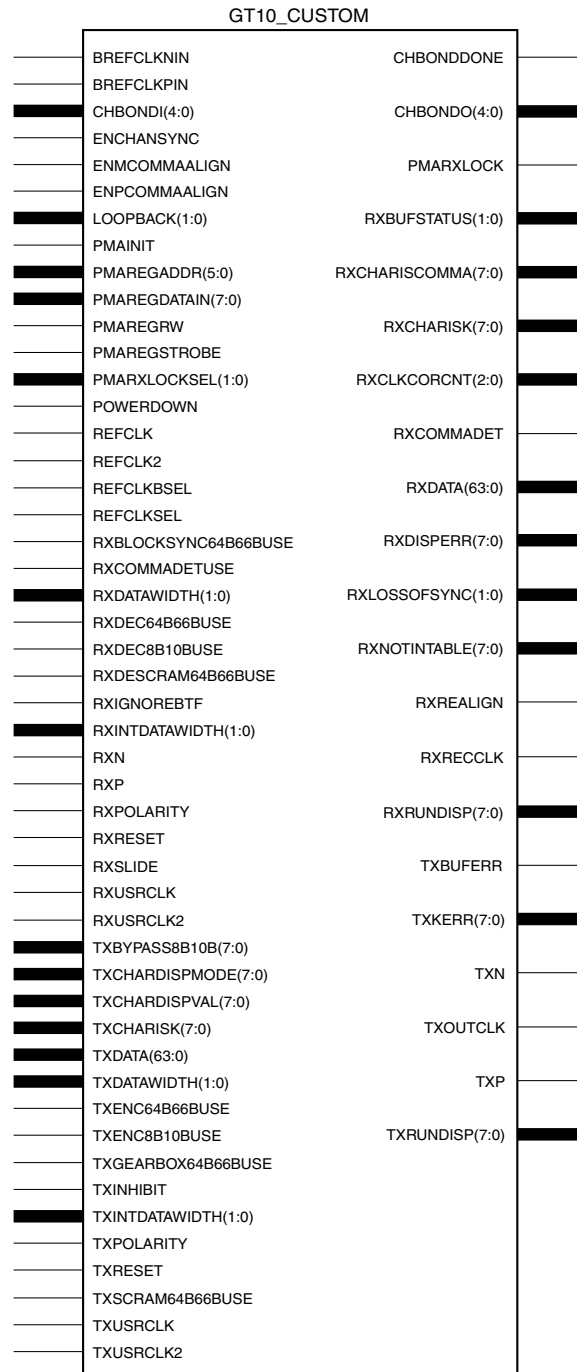 GT10_CUSTOM
BREFCLKNIN
BREFCLKPIN
CHBONDI(4:0)
ENCHANSYNC
ENMCOMMAALIGN
ENPCOMMAALIGN
LOOPBACK(1:0)
PMAINIT
PMAREGADDR(5:0)
PMAREGDATAIN(7:0)
PMAREGRW
PMAREGSTROBE
PMARXLOCKSEL(1:0)
POWERDOWN
REFCLK
REFCLK2
REFCLKBSEL
REFCLKSEL
RXBLOCKSYNC64B66BUSE
RXCOMMADETUSE
RXDATAWIDTH(1:0)
RXDEC64B66BUSE
RXDEC8B10BUSE
RXDESCRAM64B66BUSE
RXIGNOREBTF
RXINTDATAWIDTH(1:0)
RXN
RXP
RXPOLARITY
RXRESET
RXSLIDE
RXUSRCLK
RXUSRCLK2
TXBYPASS8B10B(7:0)
TXCHARDISPMODE(7:0)
TXCHARDISPVAL(7:0)
TXCHARISK(7:0)
TXDATA(63:0)
TXDATAWIDTH(1:0)
TXENC64B66BUSE
TXENC8B10BUSE
TXGEARBOX64B66BUSE
TXINHIBIT
TXINTDATAWIDTH(1:0)
TXPOLARITY
TXRESET
TXSCRAM64B66BUSE
TXUSRCLK
TXUSRCLK2
CHBONDDONE
CHBONDO(4:0)
PMARXLOCK
RXBUFSTATUS(1:0)
RXCHARISCOMMA(7:0)
RXCHARISK(7:0)
RXCLKCORCNT(2:0)
RXCOMMADET
RXDATA(63:0)
RXDISPERR(7:0)
RXLOSSOFSYNC(1:0)
RXNOTINTABLE(7:0)
RXREALIGN
RXRECCLK
RXRUNDISP(7:0)
TXBUFERR
TXKERR(7:0)
TXN
TXOUTCLK
TXP
TXRUNDISP(7:0)